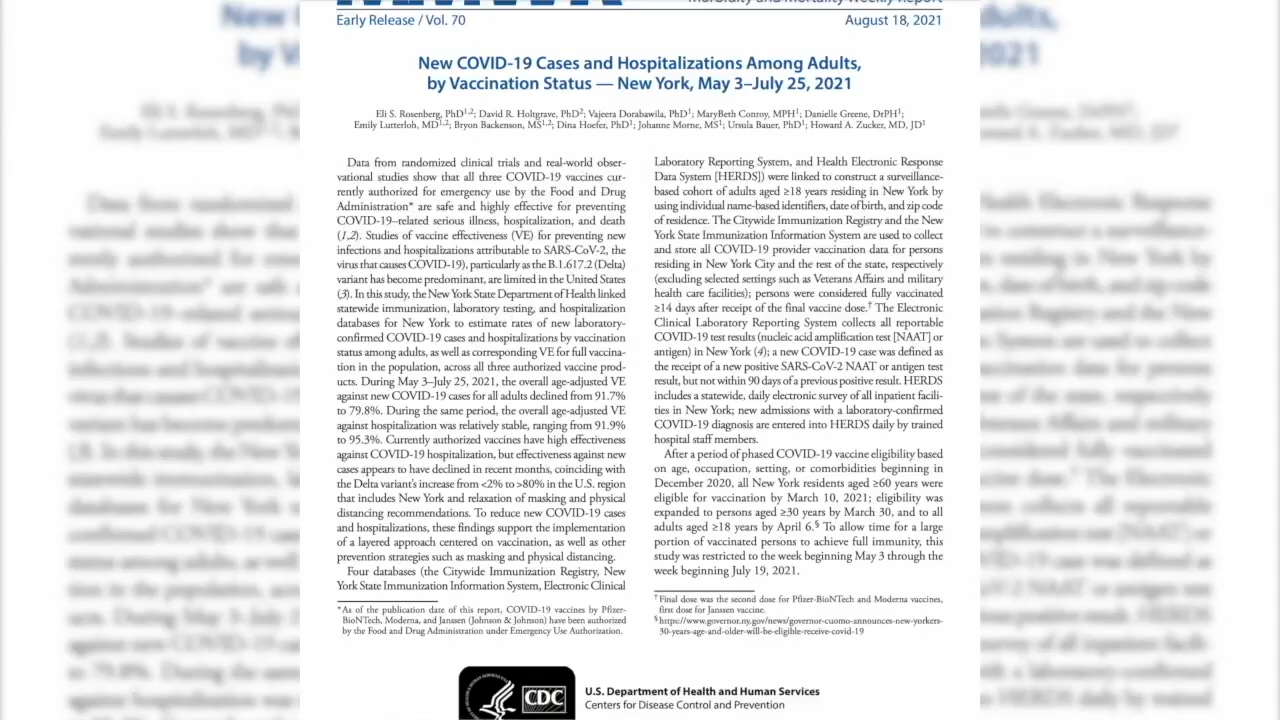 Morbidity and Mortality Weekly Report
Early Release / Vol. 70
August 18, 2021
New COVID-19 Cases and Hospitalizations Among Adults,
by Vaccination Status — New York, May 3–July 25, 2021
Eli S. Rosenberg, PhD1,2; David R. Holtgrave, PhD2; Vajeera Dorabawila, PhD1; MaryBeth Conroy, MPH1; Danielle Greene, DrPH1;
Emily Lutterloh, MD1,2; Bryon Backenson, MS1,2; Dina Hoefer, PhD1; Johanne Morne, MS1; Ursula Bauer, PhD1; Howard A. Zucker, MD, JD1
Data from randomized clinical trials and real-world obser-
vational studies show that all three COVID-19 vaccines cur-
rently authorized for emergency use by the Food and Drug
Administration* are safe and highly effective for preventing
COVID-19–related serious illness, hospitalization, and death
(1,2). Studies of vaccine effectiveness (VE) for preventing new
infections and hospitalizations attributable to SARS-CoV-2, the
virus that causes COVID-19), particularly as the B.1.617.2 (Delta)
variant has become predominant, are limited in the United States
(3). In this study, the New York State Department of Health linked
statewide immunization, laboratory testing, and hospitalization
databases for New York to estimate rates of new laboratory-
confirmed COVID-19 cases and hospitalizations by vaccination
status among adults, as well as corresponding VE for full vaccina-
tion in the population, across all three authorized vaccine prod-
ucts. During May 3–July 25, 2021, the overall age-adjusted VE
against new COVID-19 cases for all adults declined from 91.7%
to 79.8%. During the same period, the overall age-adjusted VE
against hospitalization was relatively stable, ranging from 91.9%
to 95.3%. Currently authorized vaccines have high effectiveness
against COVID-19 hospitalization, but effectiveness against new
cases appears to have declined in recent months, coinciding with
the Delta variant's increase from <2% to >80% in the U.S. region
that includes New York and relaxation of masking and physical
distancing recommendations. To reduce new COVID-19 cases
and hospitalizations, these findings support the implementation
of a layered approach centered on vaccination, as well as other
prevention strategies such as masking and physical distancing.
Four databases (the Citywide Immunization Registry, New
York State Immunization Information System, Electronic Clinical
* As of the publication date of this report, COVID-19 vaccines by Pfizer-
BioNTech, Moderna, and Janssen (Johnson & Johnson) have been authorized
by the Food and Drug Administration under Emergency Use Authorization.
Laboratory Reporting System, and Health Electronic Response
Data System [HERDS]) were linked to construct a surveillance-
based cohort of adults aged ≥18 years residing in New York by
using individual name-based identifiers, date of birth, and zip code
of residence. The Citywide Immunization Registry and the New
York State Immunization Information System are used to collect
and store all COVID-19 provider vaccination data for persons
residing in New York City and the rest of the state, respectively
(excluding selected settings such as Veterans Affairs and military
health care facilities); persons were considered fully vaccinated
≥14 days after receipt of the final vaccine dose.† The Electronic
Clinical Laboratory Reporting System collects all reportable
COVID-19 test results (nucleic acid amplification test [NAAT] or
antigen) in New York (4); a new COVID-19 case was defined as
the receipt of a new positive SARS-CoV-2 NAAT or antigen test
result, but not within 90 days of a previous positive result. HERDS
includes a statewide, daily electronic survey of all inpatient facili-
ties in New York; new admissions with a laboratory-confirmed
COVID-19 diagnosis are entered into HERDS daily by trained
hospital staff members.
After a period of phased COVID-19 vaccine eligibility based
on age, occupation, setting, or comorbidities beginning in
December 2020, all New York residents aged ≥60 years were
eligible for vaccination by March 10, 2021; eligibility was
expanded to persons aged ≥30 years by March 30, and to all
adults aged ≥18 years by April 6.§ To allow time for a large
portion of vaccinated persons to achieve full immunity, this
study was restricted to the week beginning May 3 through the
week beginning July 19, 2021.
† Final dose was the second dose for Pfizer-BioNTech and Moderna vaccines,
first dose for Janssen vaccine.
§ https://www.governor.ny.gov/news/governor-cuomo-announces-new-yorkers-
30-years-age-and-older-will-be-eligible-receive-covid-19
CDC
U.S. Department of Health and Human Services
Centers for Disease Control and Prevention